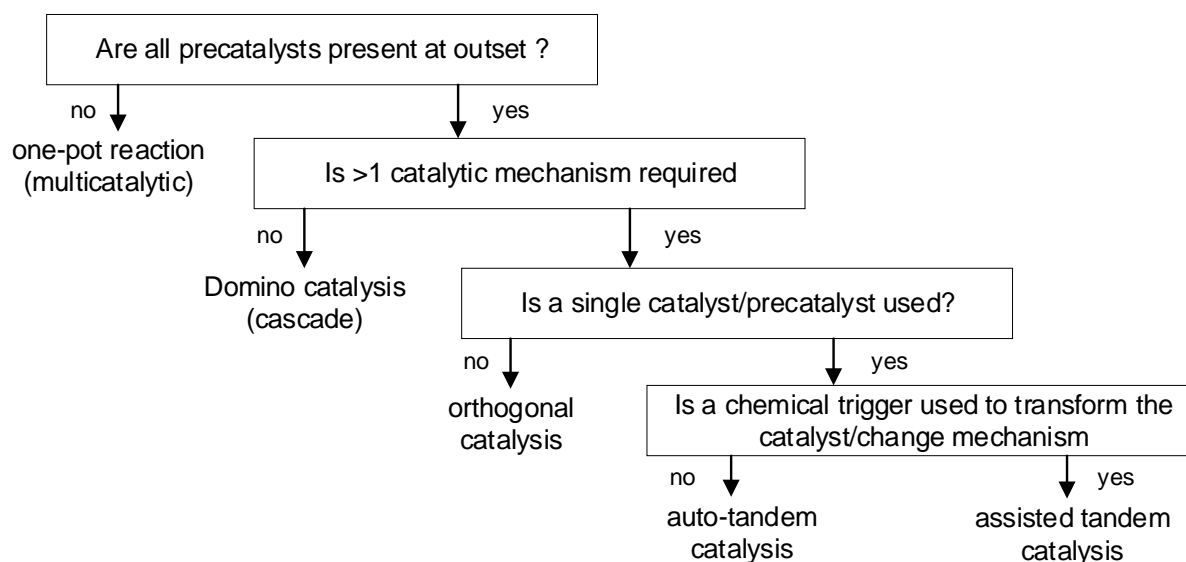 Are all precatalysts present at outset ?
no
yes
one-pot reaction
(multicatalytic)
Is >1 catalytic mechanism required
no
yes
Domino catalysis
(cascade)
Is a single catalyst/precatalyst used?
no
yes
orthogonal
catalysis
Is a chemical trigger used to transform the
catalyst/change mechanism
no
yes
auto-tandem
catalysis
assisted tandem
catalysis